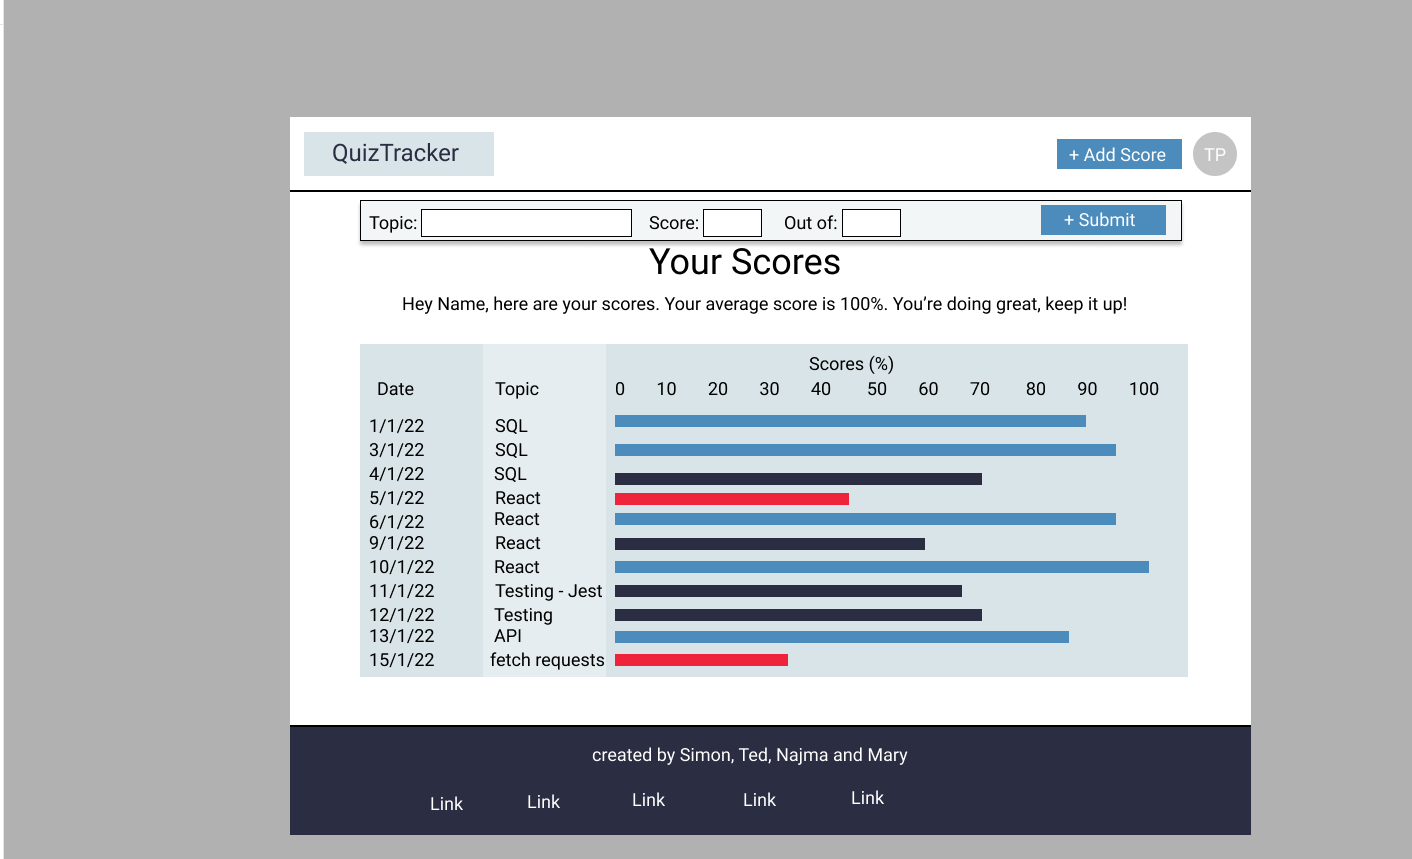 QuizTracker
+ Add Score
TP
Topic:
Score:
Out of:
+ Submit
Your Scores
Hey Name, here are your scores. Your average score is 100%. You’re doing great, keep it up!
Scores (%)
Date Topic 0 10 20 30 40 50 60 70 80 90 100
1/1/22 SQL
3/1/22 SQL
4/1/22 SQL
5/1/22 React
6/1/22 React
9/1/22 React
10/1/22 React
11/1/22 Testing - Jest
12/1/22 Testing
13/1/22 API
15/1/22 fetch requests
created by Simon, Ted, Najma and Mary
Link Link Link Link Link